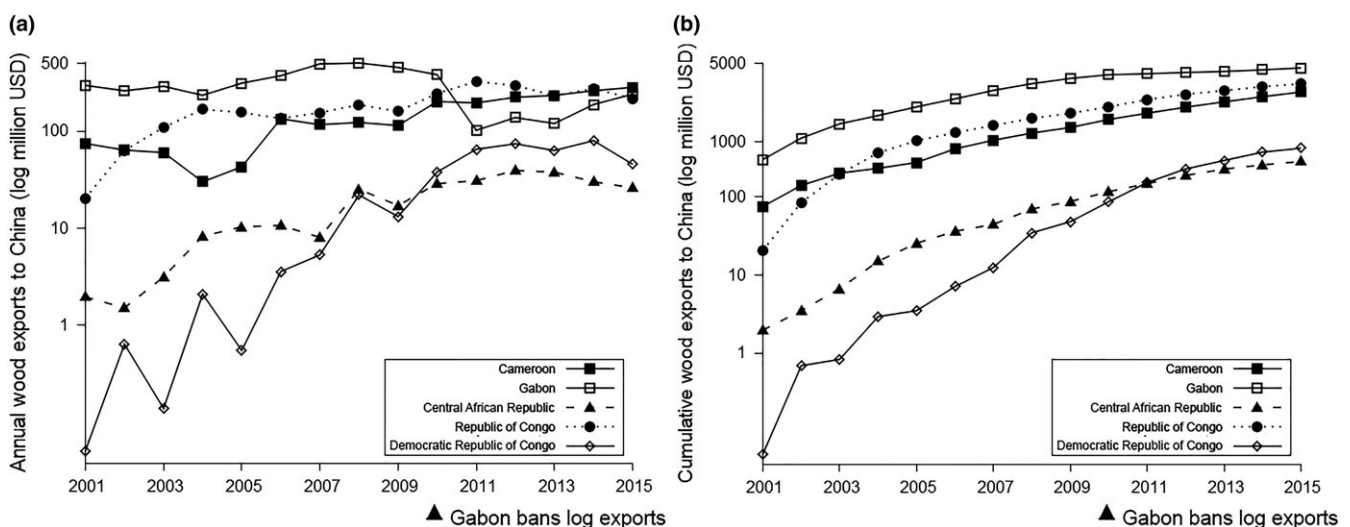 (a)
Annual wood exports to China (log million USD)
500
100
10
1
Cameroon
Gabon
Central African Republic
Republic of Congo
Democratic Republic of Congo
2001 2003 2005 2007 2009 2011 2013 2015
▲ Gabon bans log exports
(b)
Cumulative wood exports to China (log million USD)
5000
1000
100
10
1
Cameroon
Gabon
Central African Republic
Republic of Congo
Democratic Republic of Congo
2001 2003 2005 2007 2009 2011 2013 2015
▲ Gabon bans log exports